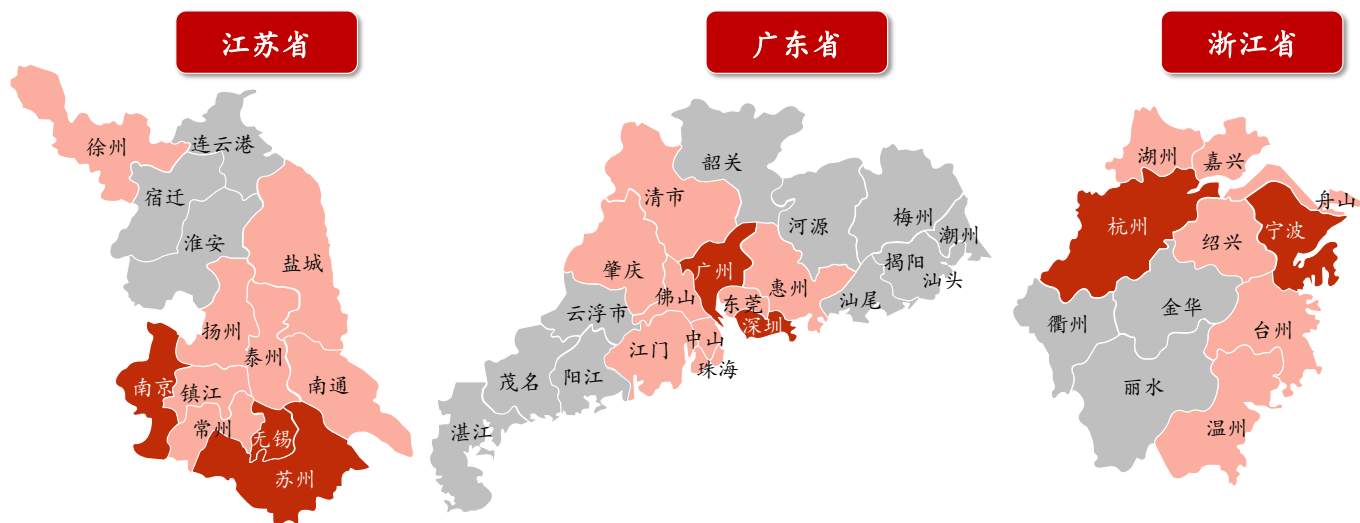 江苏省
徐州
连云港
宿迁
淮安
盐城
扬州
泰州
南京
镇江
南通
常州
无锡
苏州
广东省
韶关
清市
河源
梅州
潮州
肇庆
广州
揭阳
惠州
汕头
佛山
东莞
汕尾
云浮市
深圳
中山
江门
珠海
茂名
阳江
湛江
浙江省
湖州
嘉兴
舟山
杭州
绍兴
宁波
金华
衢州
台州
丽水
温州